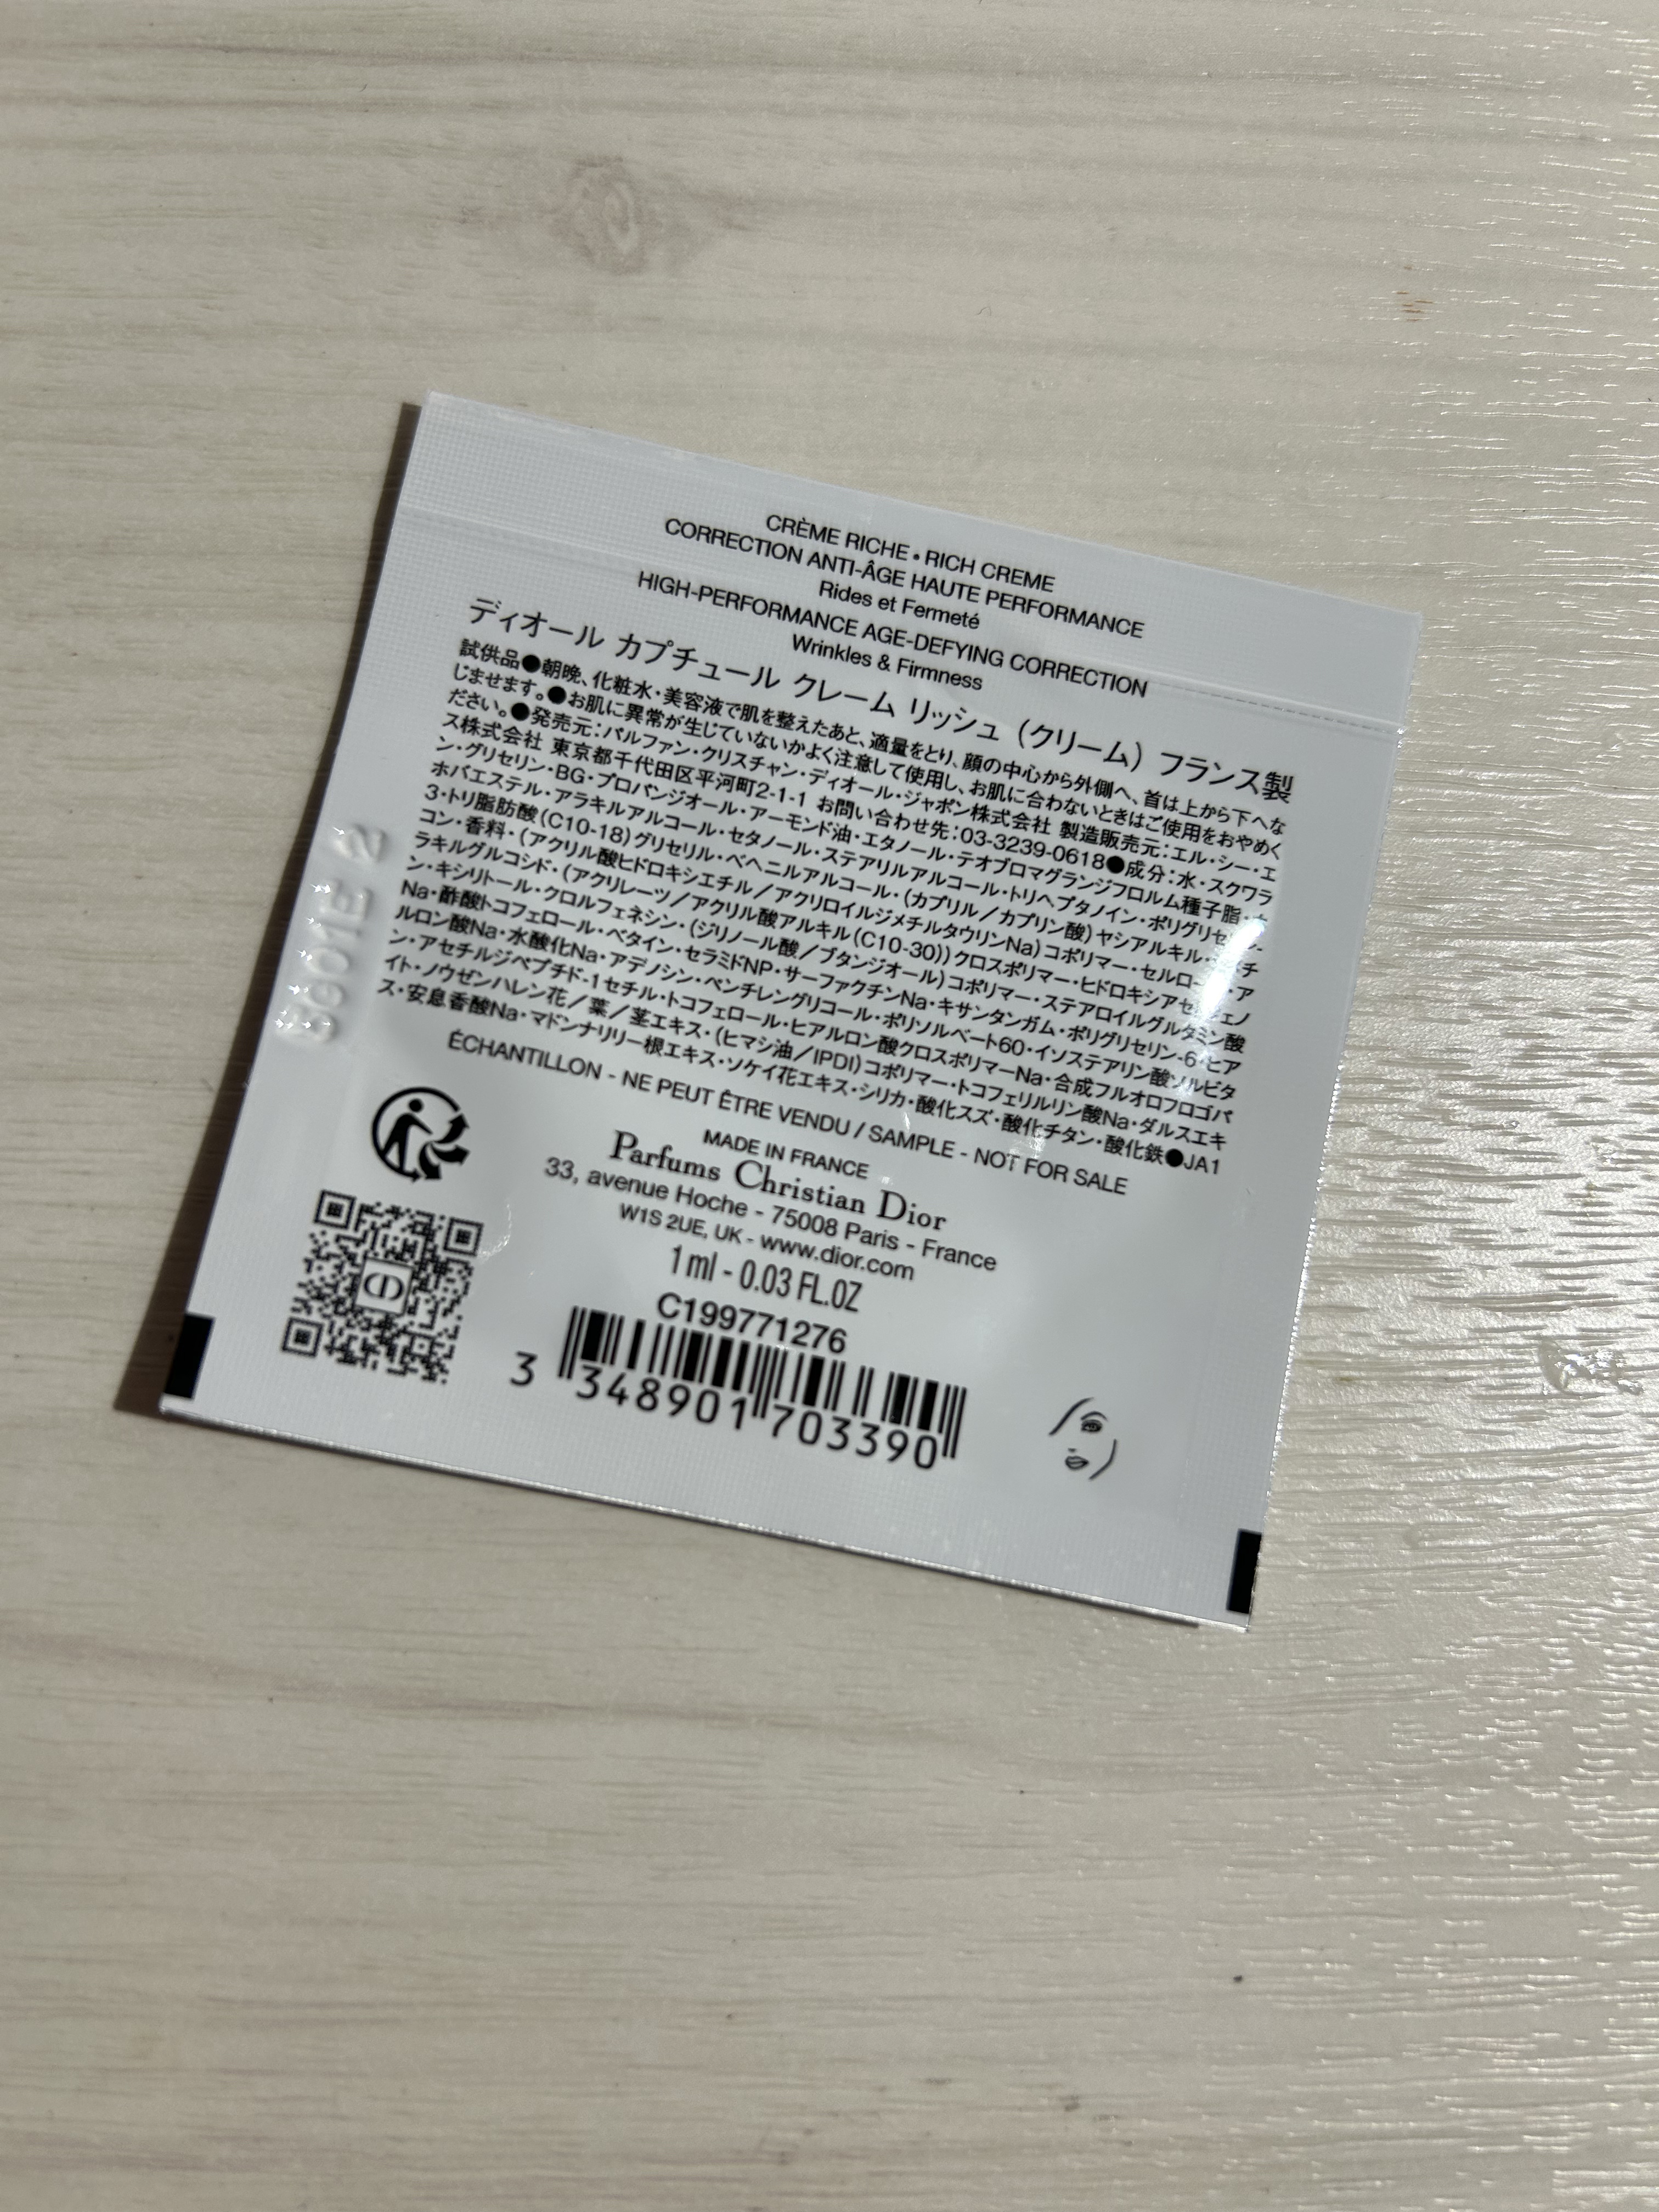 CRÈME RICHE • RICH CREME
CORRECTION ANTI-ÂGE HAUTE PERFORMANCE
Rides et Fermeté
HIGH-PERFORMANCE AGE-DEFYING CORRECTION
Wrinkles & Firmness
ディオール カプチュール クレーム リッシュ（クリーム） フランス製
試供品●朝晩、化粧水・美容液で肌を整えたあと、適量をとり、顔の中心から外側へ、首は上から下へな
じませます。●お肌に異常が生じていないかよく注意して使用し、お肌に合わないときはご使用をおやめく
ださい。●発売元：パルファン・クリスチャン・ディオール・ジャポン株式会社 製造販売元：エル・シー・エ
ス株式会社 東京都千代田区平河町2-1-1 お問い合わせ先：03-3239-0618●成分：水・スクワラ
ン・グリセリン・BG・プロパンジオール・アーモンド油・エタノール・テオブロマグランジフロルム種子脂・
ホバエステル・アラキルアルコール・セタノール・ステアリルアルコール・トリヘプタノイン・ポリグリセリン-
3・トリ脂肪酸（C10-18）グリセリル・ベヘニルアルコール・（カプリル／カプリン酸）ヤシアルキル・
コン・香料・（アクリル酸ヒドロキシエチル／アクリロイルジメチルタウリンNa）コポリマー・セルロース・ア
ラキルグルコシド・（アクリレーツ／アクリル酸アルキル（C10-30））クロスポリマー・ヒドロキシアセトフェノ
ン・キシリトール・クロルフェネシン・（ジリノール酸／ブタンジオール）コポリマー・ステアロイルグルタミン酸
Na・酢酸トコフェロール・ベタイン・セラミドNP・サーファクチンNa・キサンタンガム・ポリグリセリン-6・ヒア
ルロン酸Na・水酸化Na・アデノシン・ペンチレングリコール・ポリソルベート60・イソステアリン酸ソルビタ
ン・アセチルジペプチド-1セチル・トコフェロール・ヒアルロン酸クロスポリマーNa・合成フルオロフロゴパ
イト・ノウゼンハレン花／葉／茎エキス・（ヒマシ油／IPDI）コポリマー・トコフェリルリン酸Na・ダルスエキ
ス・安息香酸Na・マドンナリリー根エキス・ソケイ花エキス・シリカ・酸化スズ・酸化チタン・酸化鉄●JA1
ÉCHANTILLON - NE PEUT ÊTRE VENDU / SAMPLE - NOT FOR SALE
MADE IN FRANCE
Parfums Christian Dior
33, avenue Hoche - 75008 Paris - France
W1S 2UE, UK - www.dior.com
1 ml - 0.03 FL.OZ
C199771276
3 348901 703390